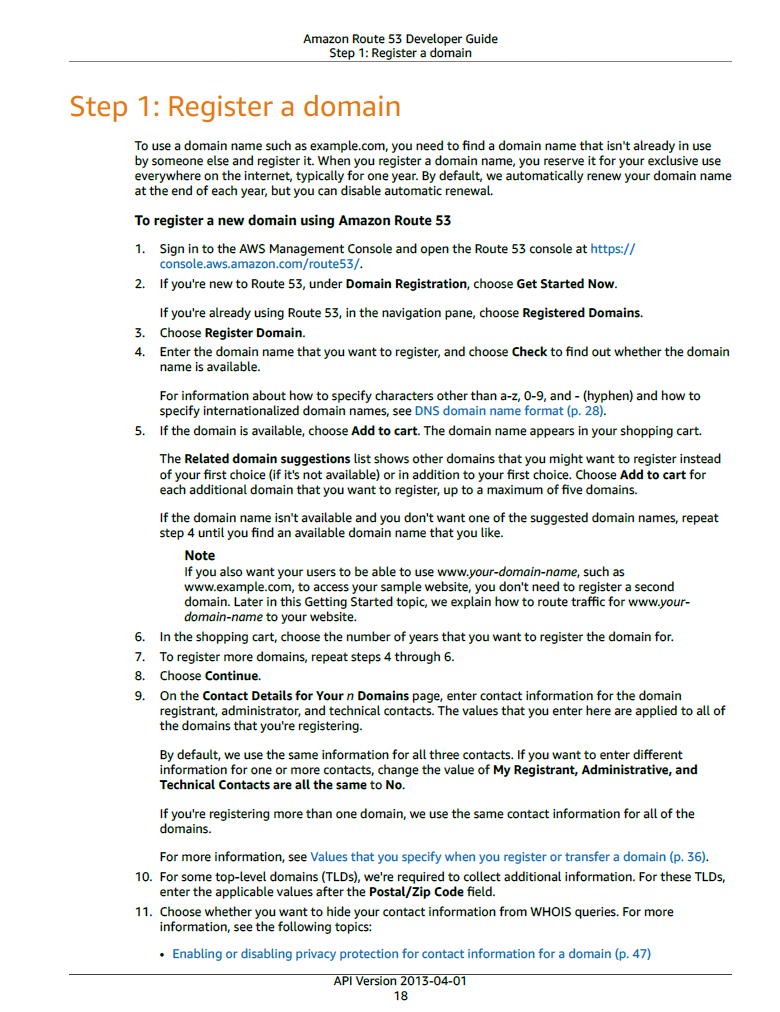 Amazon Route 53 Developer Guide
Step 1: Register a domain
Step 1: Register a domain
To use a domain name such as example.com, you need to find a domain name that isn't already in use
by someone else and register it. When you register a domain name, you reserve it for your exclusive use
everywhere on the internet, typically for one year. By default, we automatically renew your domain name
at the end of each year, but you can disable automatic renewal.
To register a new domain using Amazon Route 53
1. Sign in to the AWS Management Console and open the Route 53 console at https://
console.aws.amazon.com/route53/.
2. If you're new to Route 53, under Domain Registration, choose Get Started Now.
If you're already using Route 53, in the navigation pane, choose Registered Domains.
3. Choose Register Domain.
4. Enter the domain name that you want to register, and choose Check to find out whether the domain
name is available.
For information about how to specify characters other than a-z, 0-9, and - (hyphen) and how to
specify internationalized domain names, see DNS domain name format (p. 28).
5. If the domain is available, choose Add to cart. The domain name appears in your shopping cart.
The Related domain suggestions list shows other domains that you might want to register instead
of your first choice (if it's not available) or in addition to your first choice. Choose Add to cart for
each additional domain that you want to register, up to a maximum of five domains.
If the domain name isn't available and you don't want one of the suggested domain names, repeat
step 4 until you find an available domain name that you like.
Note
If you also want your users to be able to use www.your-domain-name, such as
www.example.com, to access your sample website, you don't need to register a second
domain. Later in this Getting Started topic, we explain how to route traffic for www.your-
domain-name to your website.
6. In the shopping cart, choose the number of years that you want to register the domain for.
7. To register more domains, repeat steps 4 through 6.
8. Choose Continue.
9. On the Contact Details for Your n Domains page, enter contact information for the domain
registrant, administrator, and technical contacts. The values that you enter here are applied to all of
the domains that you're registering.
By default, we use the same information for all three contacts. If you want to enter different
information for one or more contacts, change the value of My Registrant, Administrative, and
Technical Contacts are all the same to No.
If you're registering more than one domain, we use the same contact information for all of the
domains.
For more information, see Values that you specify when you register or transfer a domain (p. 36).
10. For some top-level domains (TLDs), we're required to collect additional information. For these TLDs,
enter the applicable values after the Postal/Zip Code field.
11. Choose whether you want to hide your contact information from WHOIS queries. For more
information, see the following topics:
• Enabling or disabling privacy protection for contact information for a domain (p. 47)
API Version 2013-04-01
18